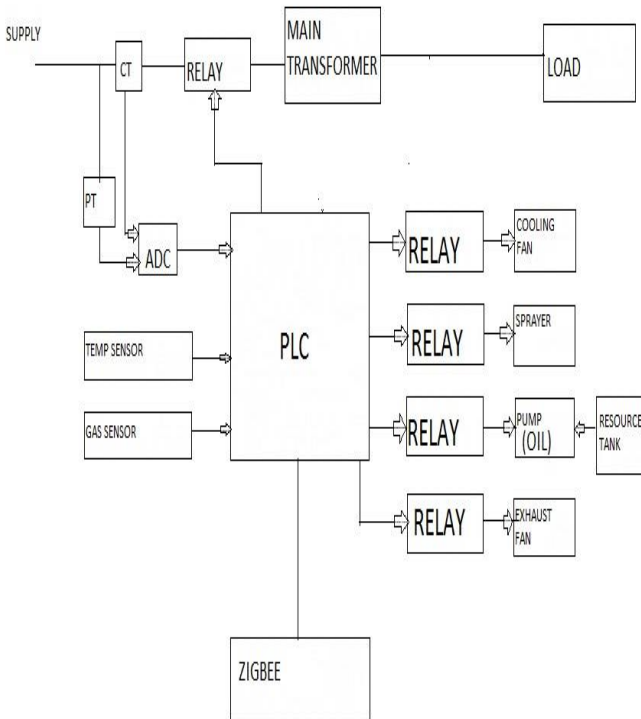 SUPPLY
CT
RELAY
MAIN
TRANSFORMER
LOAD
PT
ADC
RELAY
COOLING
FAN
TEMP SENSOR
PLC
RELAY
SPRAYER
GAS SENSOR
RELAY
PUMP
(OIL)
RESOURCE
TANK
RELAY
EXHAUST
FAN
ZIGBEE